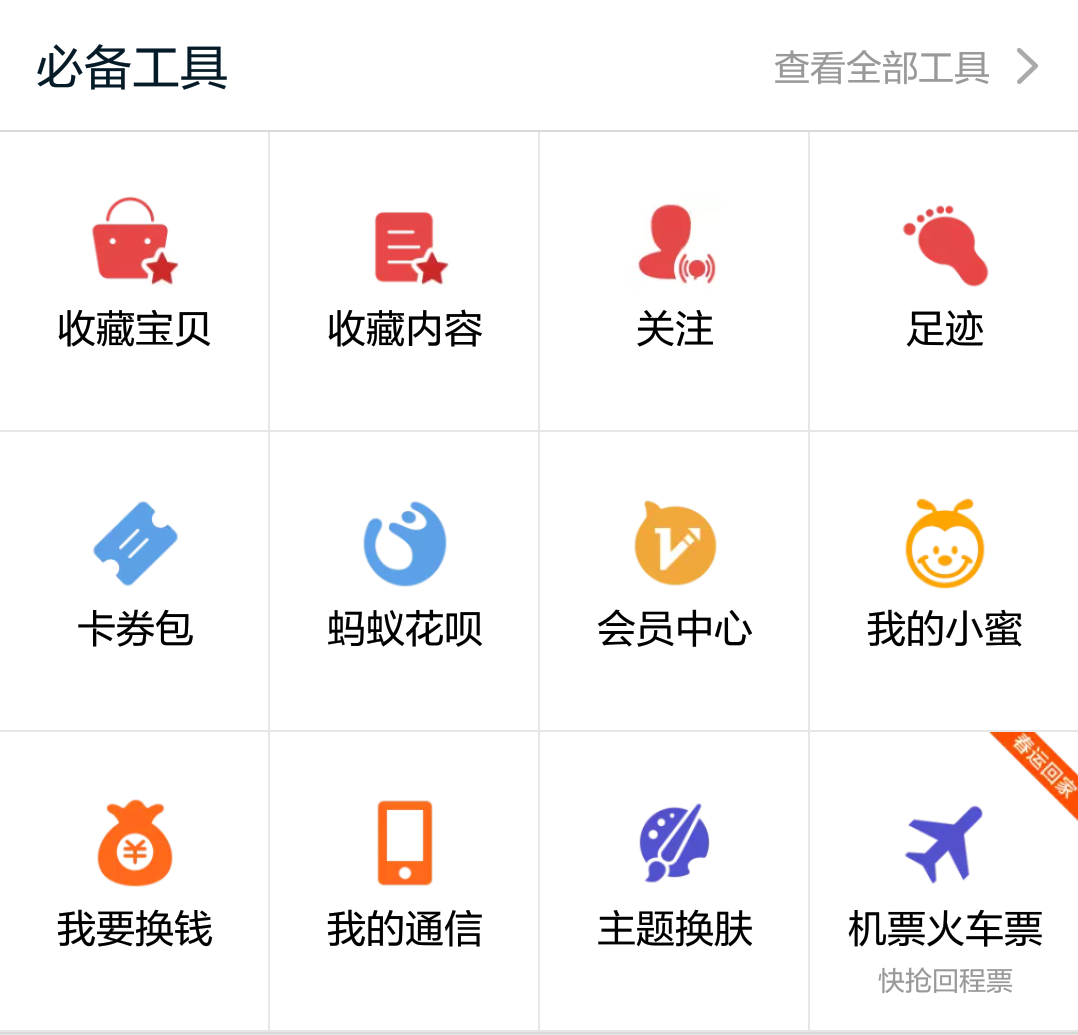 必备工具
查看全部工具
收藏宝贝
收藏内容
关注
足迹
卡券包
蚂蚁花呗
会员中心
我的小蜜
春运回家
我要换钱
我的通信
主题换肤
机票火车票
快抢回程票